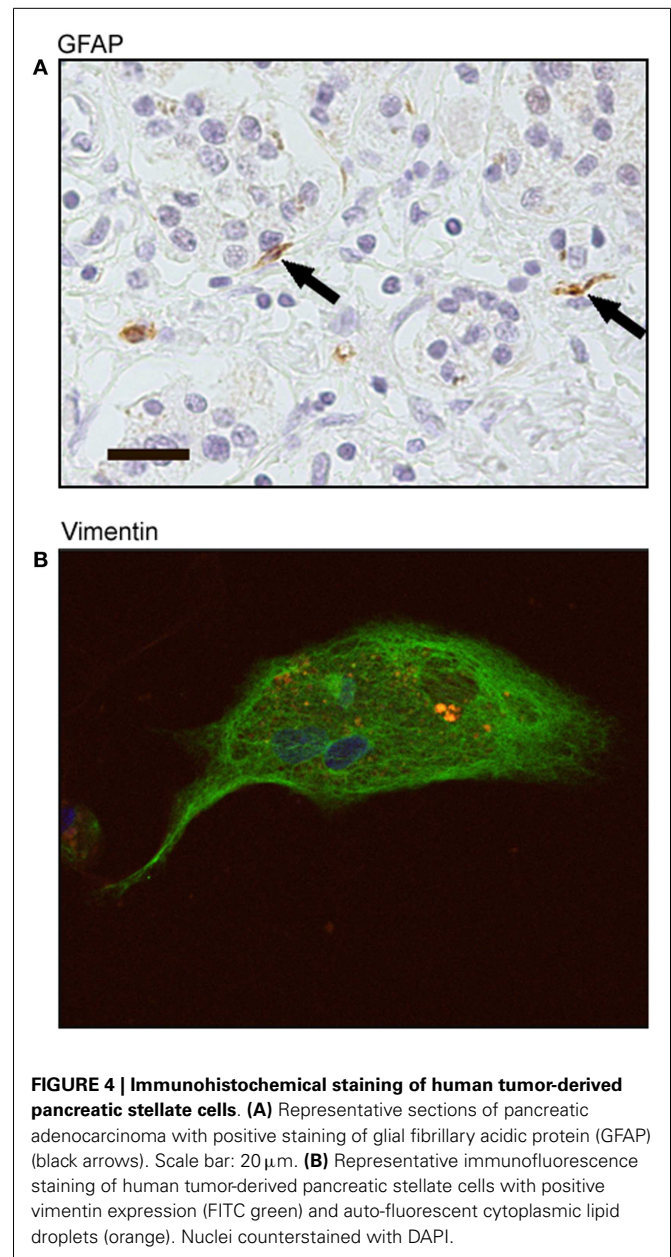 GFAP
A
Vimentin
B
FIGURE 4 | Immunohistochemical staining of human tumor-derived
pancreatic stellate cells. (A) Representative sections of pancreatic
adenocarcinoma with positive staining of glial fibrillary acidic protein (GFAP)
(black arrows). Scale bar: 20 μm. (B) Representative immunofluorescence
staining of human tumor-derived pancreatic stellate cells with positive
vimentin expression (FITC green) and auto-fluorescent cytoplasmic lipid
droplets (orange). Nuclei counterstained with DAPI.